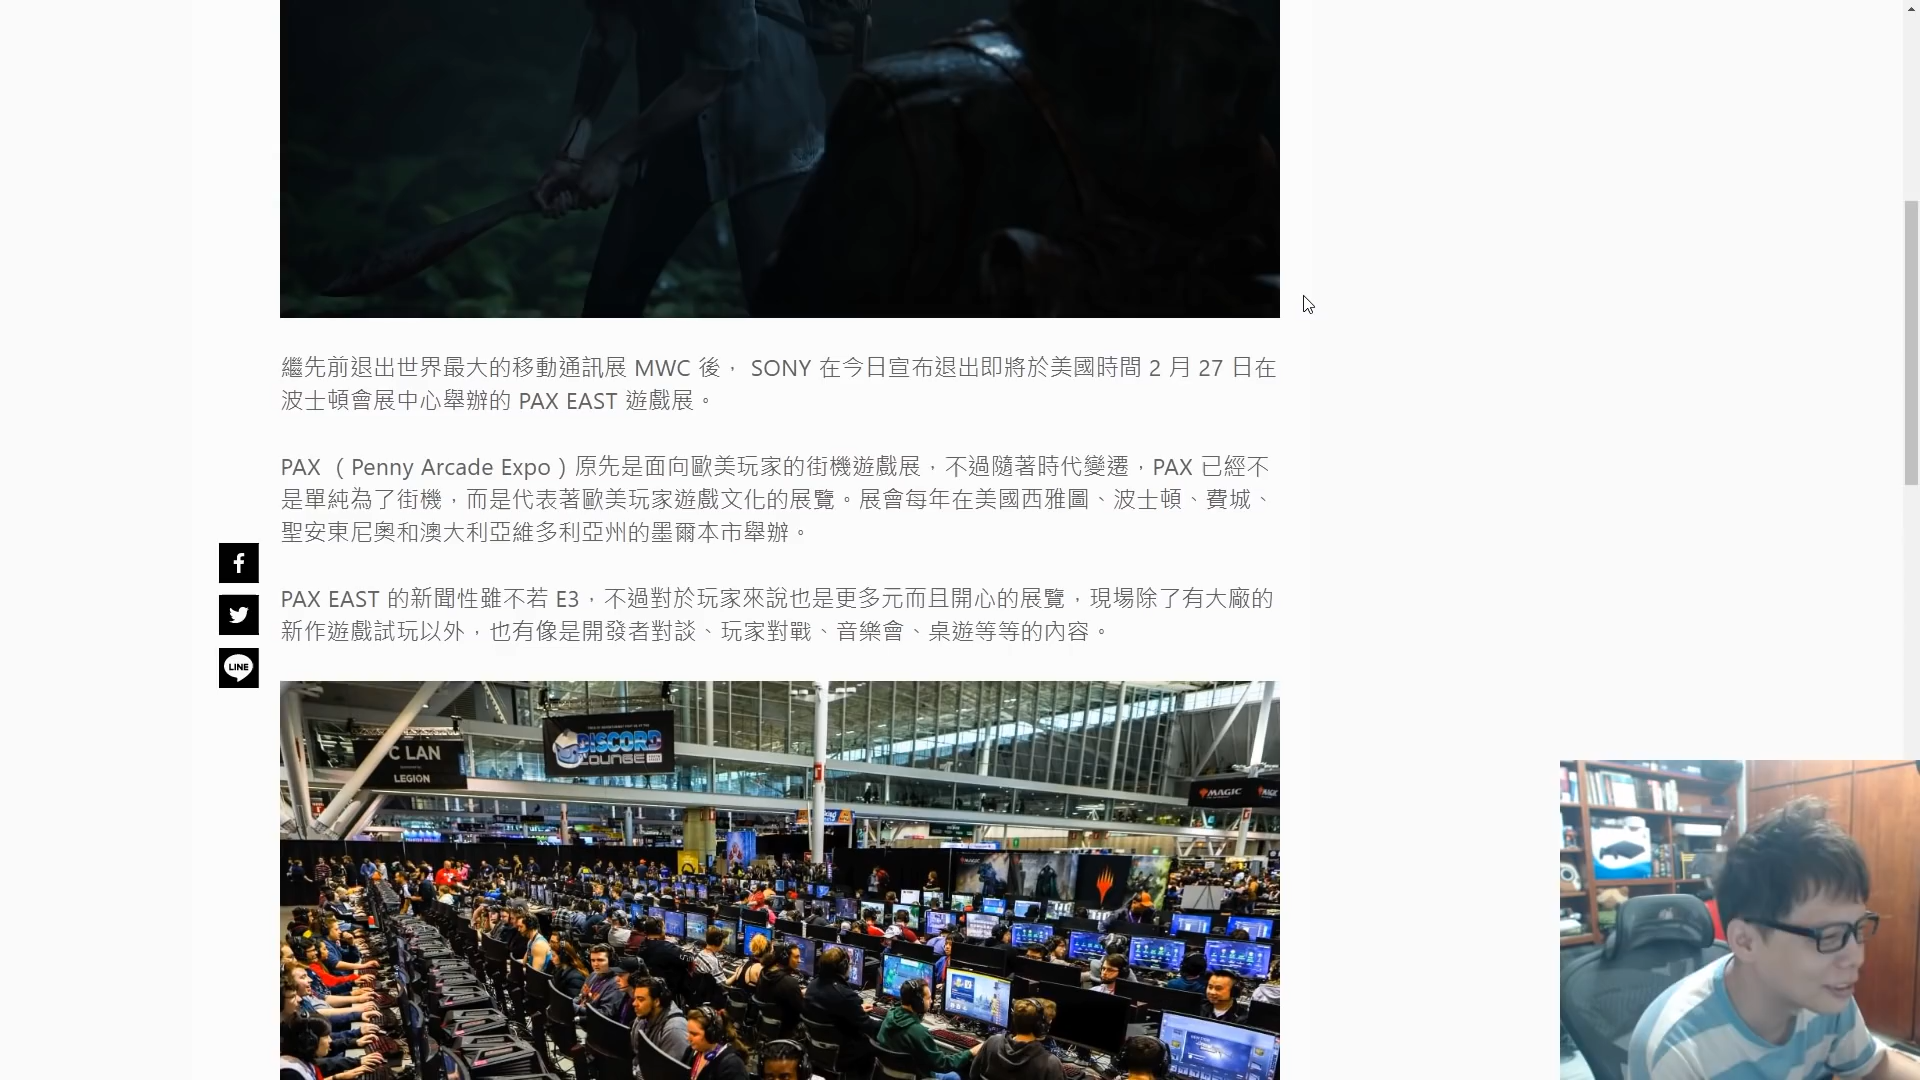 繼先前退出世界最大的移動通訊展 MWC 後， SONY 在今日宣布退出即將於美國時間 2 月 27 日在
波士頓會展中心舉辦的 PAX EAST 遊戲展。
PAX （ Penny Arcade Expo ) 原先是面向歐美玩家的街機遊戲展，不過隨著時代變遷，PAX 已經不
是單純為了街機，而是代表著歐美玩家遊戲文化的展覽。展會每年在美國西雅圖、波士頓、費城、
聖安東尼奧和澳大利亞維多利亞州的墨爾本市舉辦。
PAX EAST 的新聞性雖不若 E3，不過對於玩家來說也是更多元而且開心的展覽，現場除了有大廠的
新作遊戲試玩以外，也有像是開發者對談、玩家對戰、音樂會、桌遊等等的內容。
LINE
C LAN
LEGION
DISCORD
LOUNGE
MAGIC